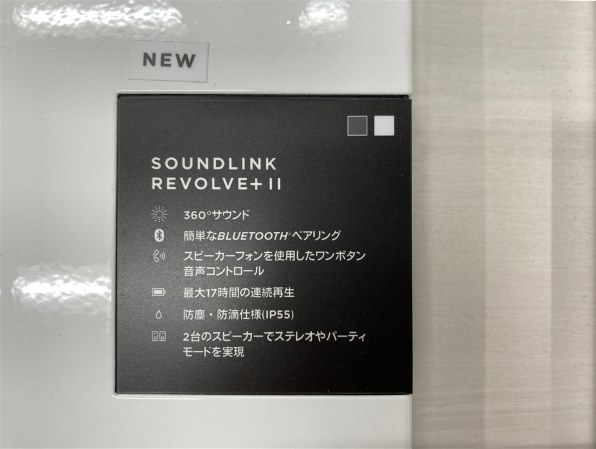 NEW
SOUNDLINK
REVOLVE+ II
360°サウンド
簡単なBLUETOOTH®ペアリング
スピーカーフォンを使用したワンボタン
音声コントロール
最大17時間の連続再生
防塵・防滴仕様(IP55)
2台のスピーカーでステレオやパーティ
モードを実現